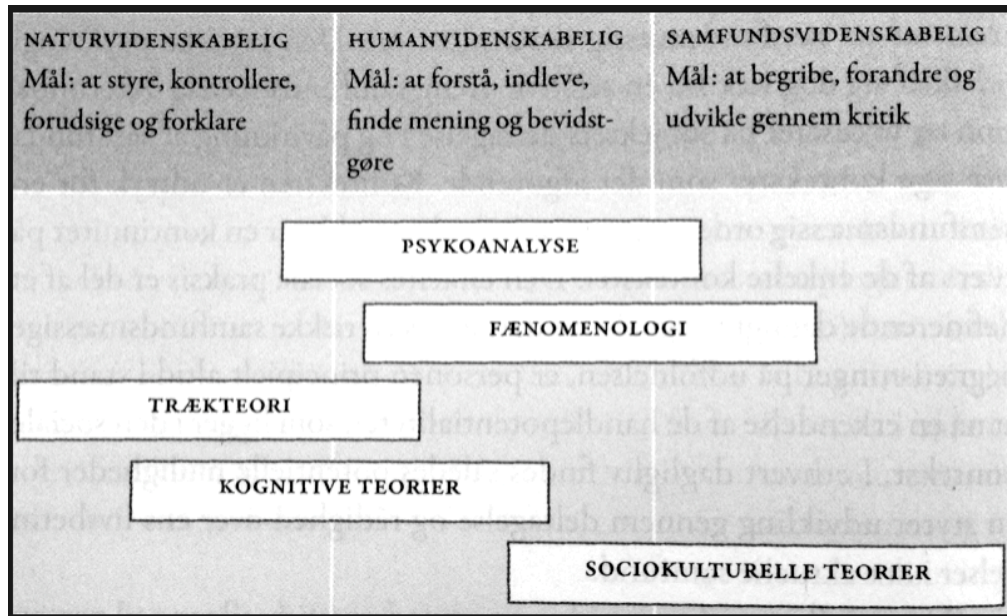 NATURVIDENSKABELIG
Mål: at styre, kontrollere,
forudsige og forklare
HUMANVIDENSKABELIG
Mål: at forstå, indleve,
finde mening og bevidst-
gøre
SAMFUNDSVIDENSKABELIG
Mål: at begribe, forandre og
udvikle gennem kritik
PSYKOANALYSE
FÆNOMENOLOGI
TRÆKTEORI
KOGNITIVE TEORIER
SOCIOKULTURELLE TEORIER